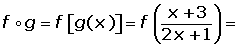 f ∘ g = f [g(x)] = f ( (x + 3) / (2x + 1) ) =